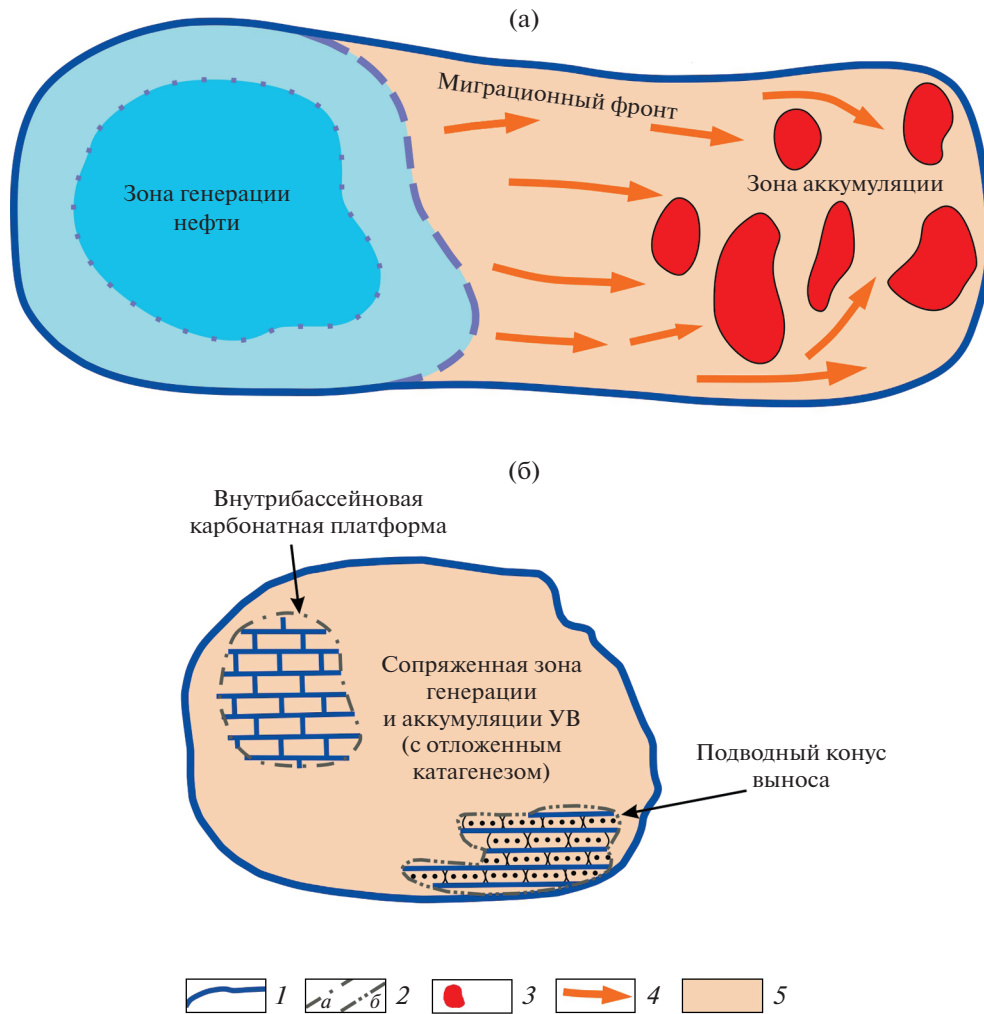 (а)
Миграционный фронт
Зона генерации
нефти
Зона аккумуляции
(б)
Внутрибассейновая
карбонатная платформа
Сопряженная зона
генерации
и аккумуляции УВ
(с отложенным
катагенезом)
Подводный конус
выноса
1 а б 2 3 4 5